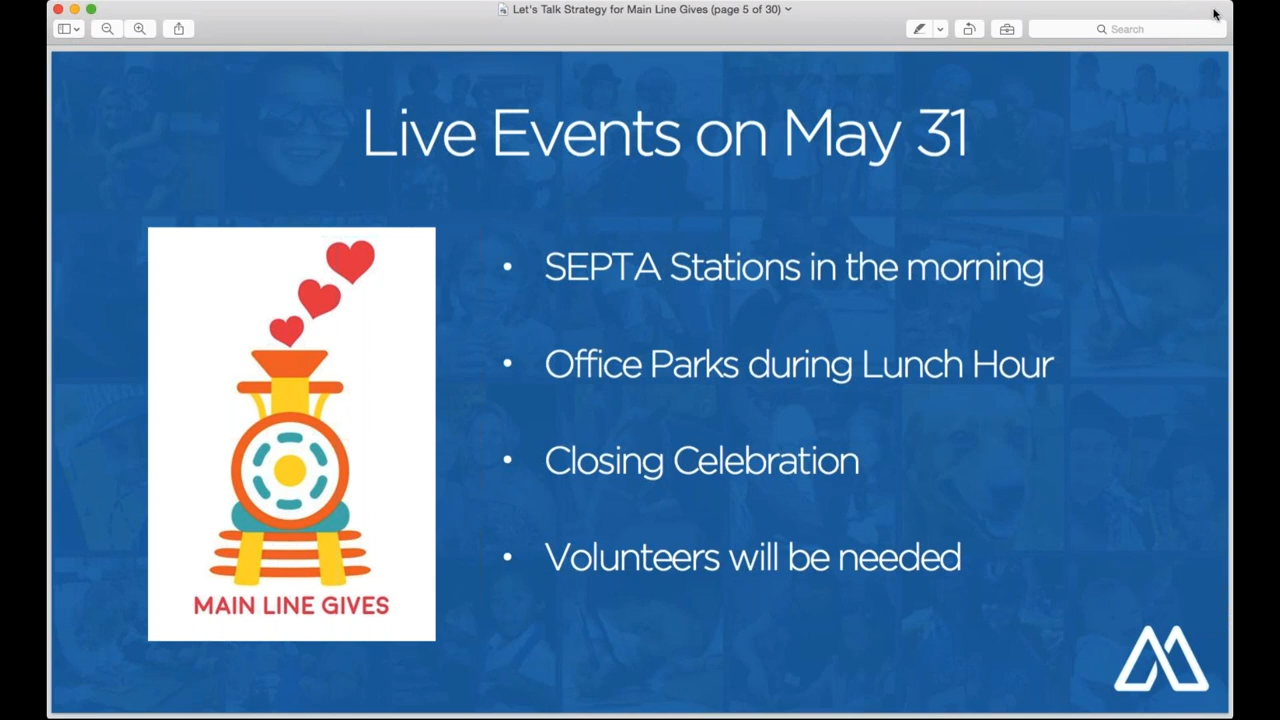 Let's Talk Strategy for Main Line Gives (page 5 of 30)
Search
Live Events on May 31
• SEPTA Stations in the morning
• Office Parks during Lunch Hour
• Closing Celebration
• Volunteers will be needed
MAIN LINE GIVES